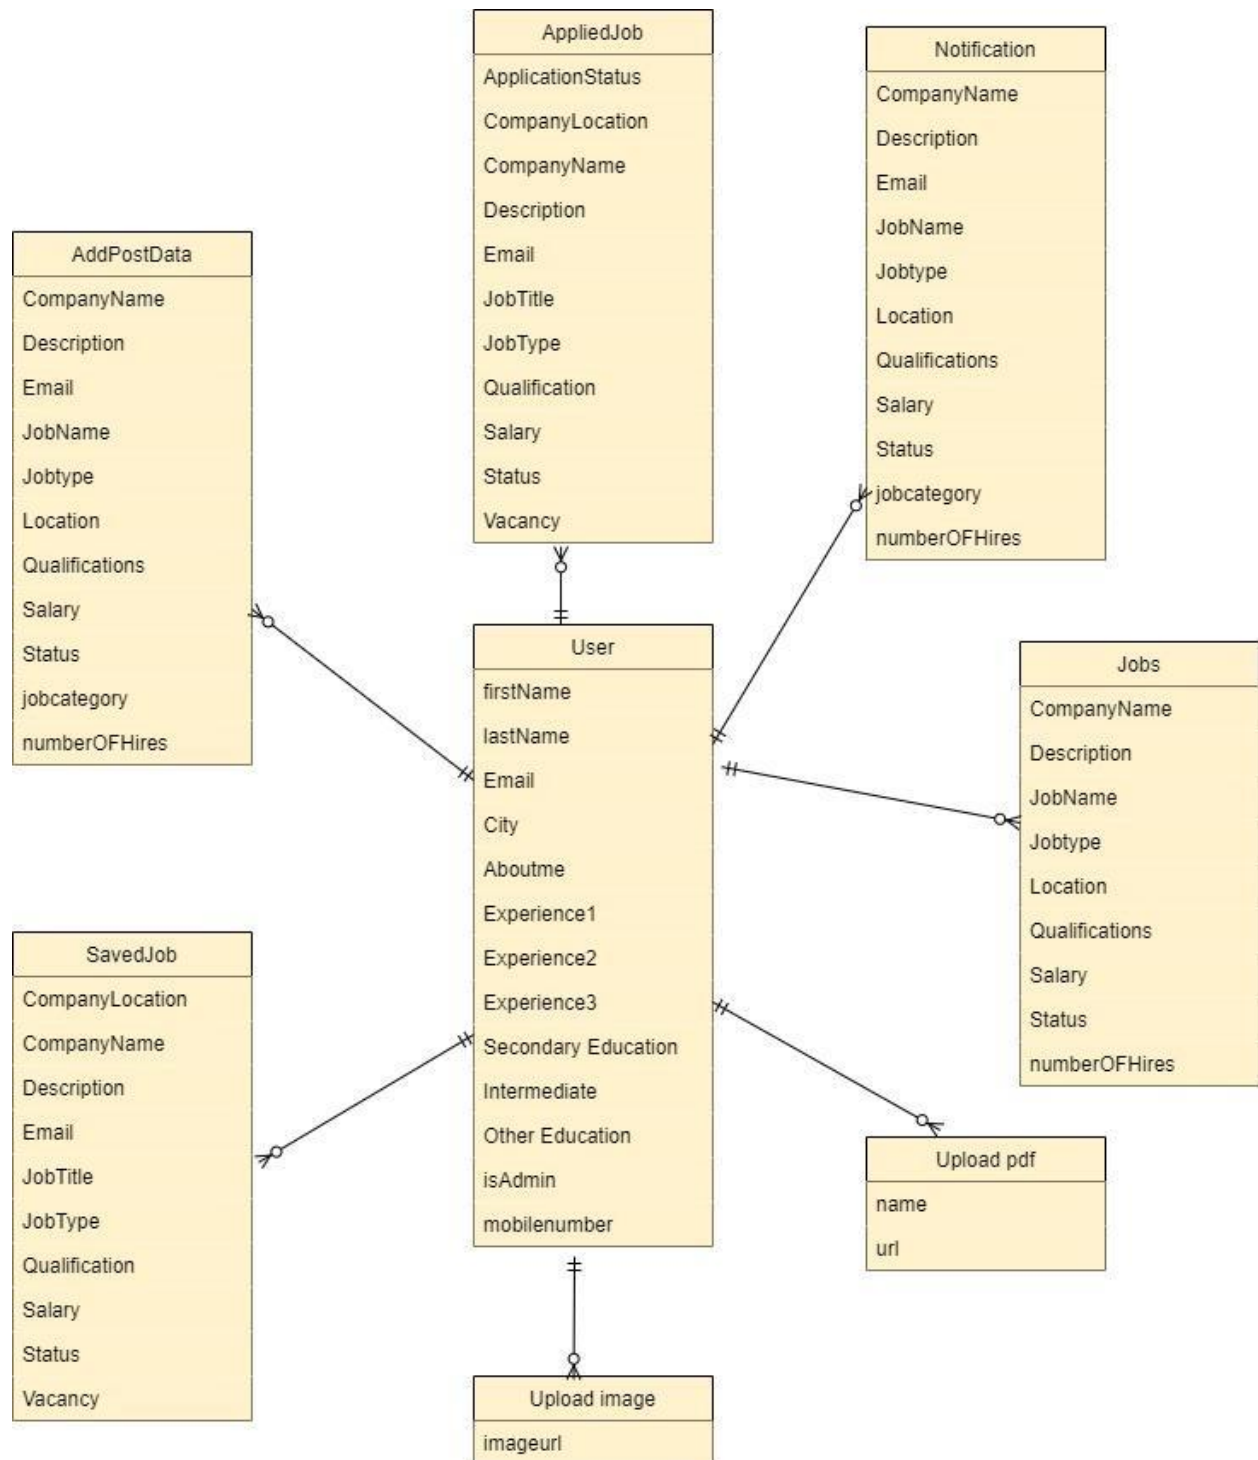 AppliedJob
ApplicationStatus
CompanyLocation
CompanyName
Description
Email
JobTitle
JobType
Qualification
Salary
Status
Vacancy
Notification
CompanyName
Description
Email
JobName
Jobtype
Location
Qualifications
Salary
Status
jobcategory
numberOFHires
AddPostData
CompanyName
Description
Email
JobName
Jobtype
Location
Qualifications
Salary
Status
jobcategory
numberOFHires
User
firstName
lastName
Email
City
Aboutme
Experience1
Experience2
Experience3
Secondary Education
Intermediate
Other Education
isAdmin
mobilenumber
Jobs
CompanyName
Description
JobName
Jobtype
Location
Qualifications
Salary
Status
numberOFHires
SavedJob
CompanyLocation
CompanyName
Description
Email
JobTitle
JobType
Qualification
Salary
Status
Vacancy
Upload pdf
name
url
Upload image
imageurl